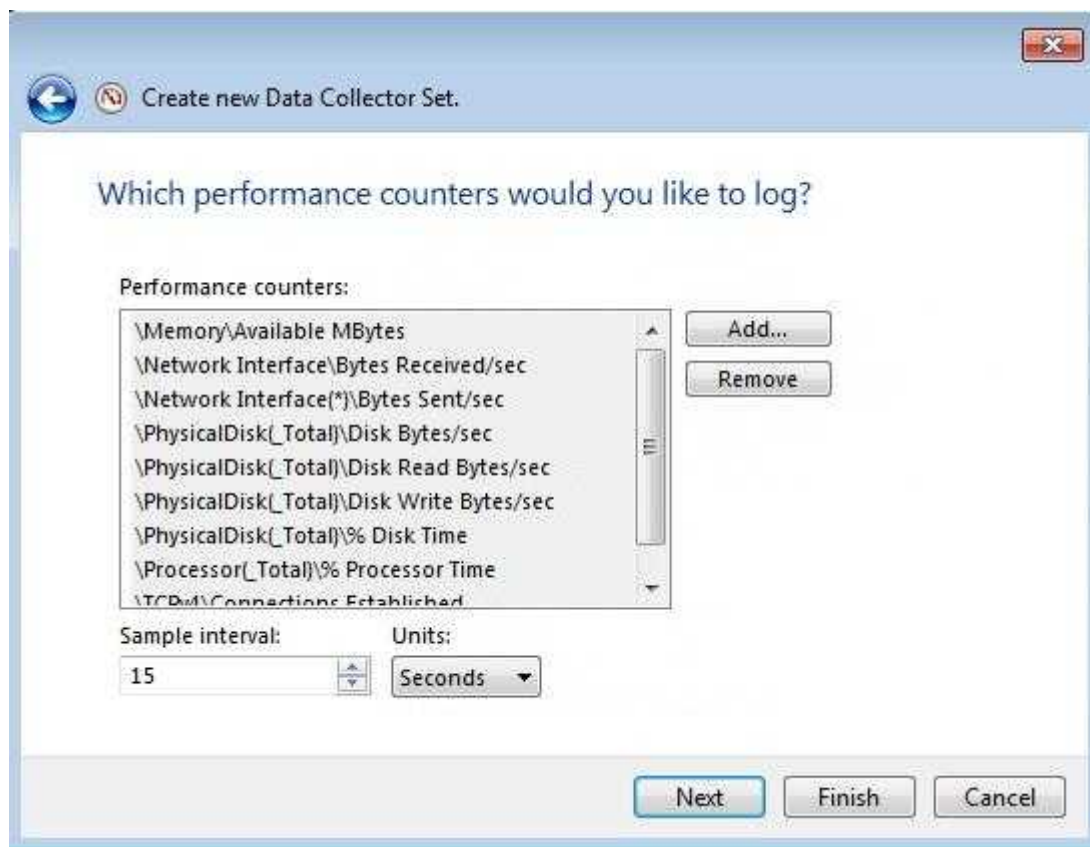 Create new Data Collector Set.
Which performance counters would you like to log?
Performance counters:
\Memory\Available MBytes
\Network Interface\Bytes Received/sec
\Network Interface(*)\Bytes Sent/sec
\PhysicalDisk(_Total)\Disk Bytes/sec
\PhysicalDisk(_Total)\Disk Read Bytes/sec
\PhysicalDisk(_Total)\Disk Write Bytes/sec
\PhysicalDisk(_Total)\% Disk Time
\Processor(_Total)\% Processor Time
\TCPv4\Connections Established
Add...
Remove
Sample interval: Units:
15 Seconds
Next Finish Cancel